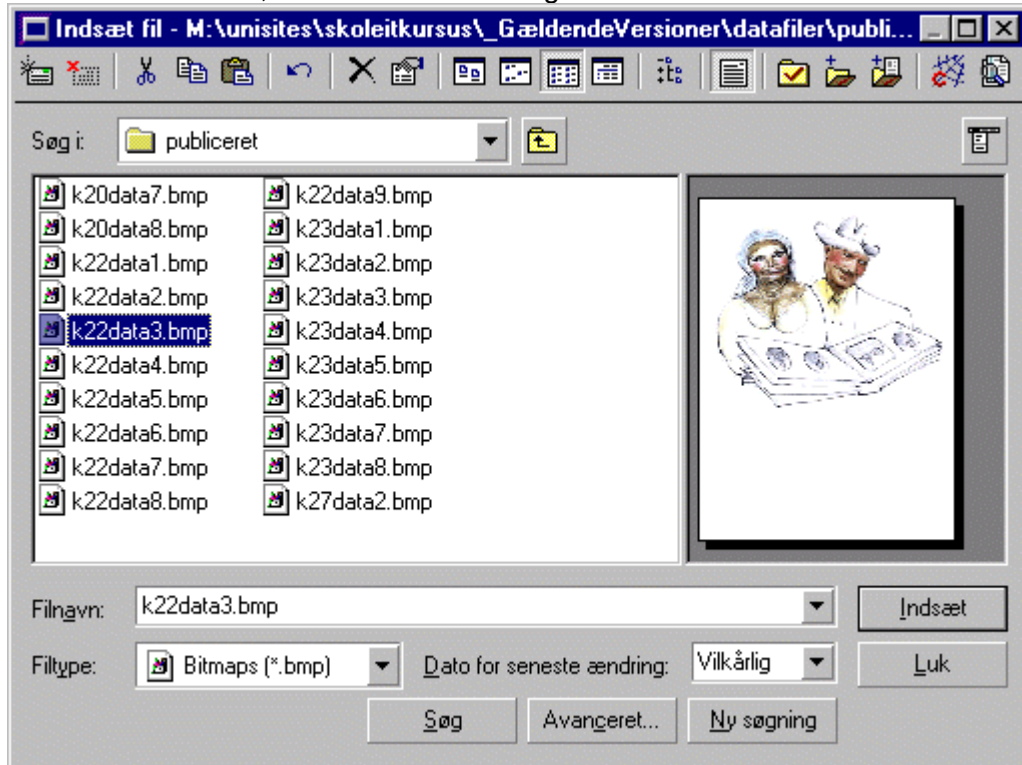 Indsæt fil - M:\unisites\skoleitkursus\_GældendeVersioner\datafiler\publi...
Søg i: publiceret
k20data7.bmp
k20data8.bmp
k22data1.bmp
k22data2.bmp
k22data3.bmp
k22data4.bmp
k22data5.bmp
k22data6.bmp
k22data7.bmp
k22data8.bmp
k22data9.bmp
k23data1.bmp
k23data2.bmp
k23data3.bmp
k23data4.bmp
k23data5.bmp
k23data6.bmp
k23data7.bmp
k23data8.bmp
k27data2.bmp
Filnavn: k22data3.bmp Indsæt
Filtype: Bitmaps (*.bmp) Dato for seneste ændring: Vilkårlig Luk
Søg Avanceret... Ny søgning